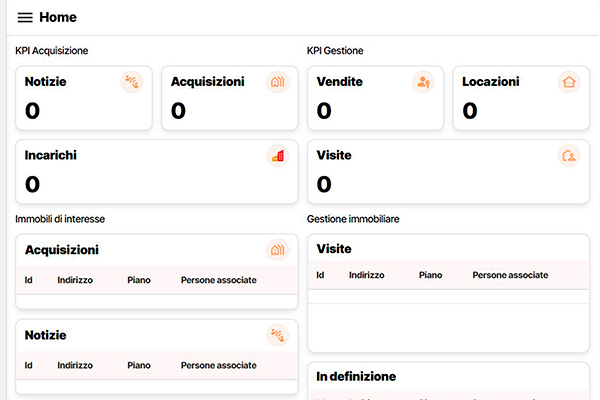 Home
KPI Acquisizione
KPI Gestione
Notizie
0
Acquisizioni
0
Vendite
0
Locazioni
0
Incarichi
0
Visite
0
Immobili di interesse
Gestione immobiliare
Acquisizioni
Id Indirizzo Piano Persone associate
Visite
Id Indirizzo Piano Persone associate
Notizie
Id Indirizzo Piano Persone associate
In definizione